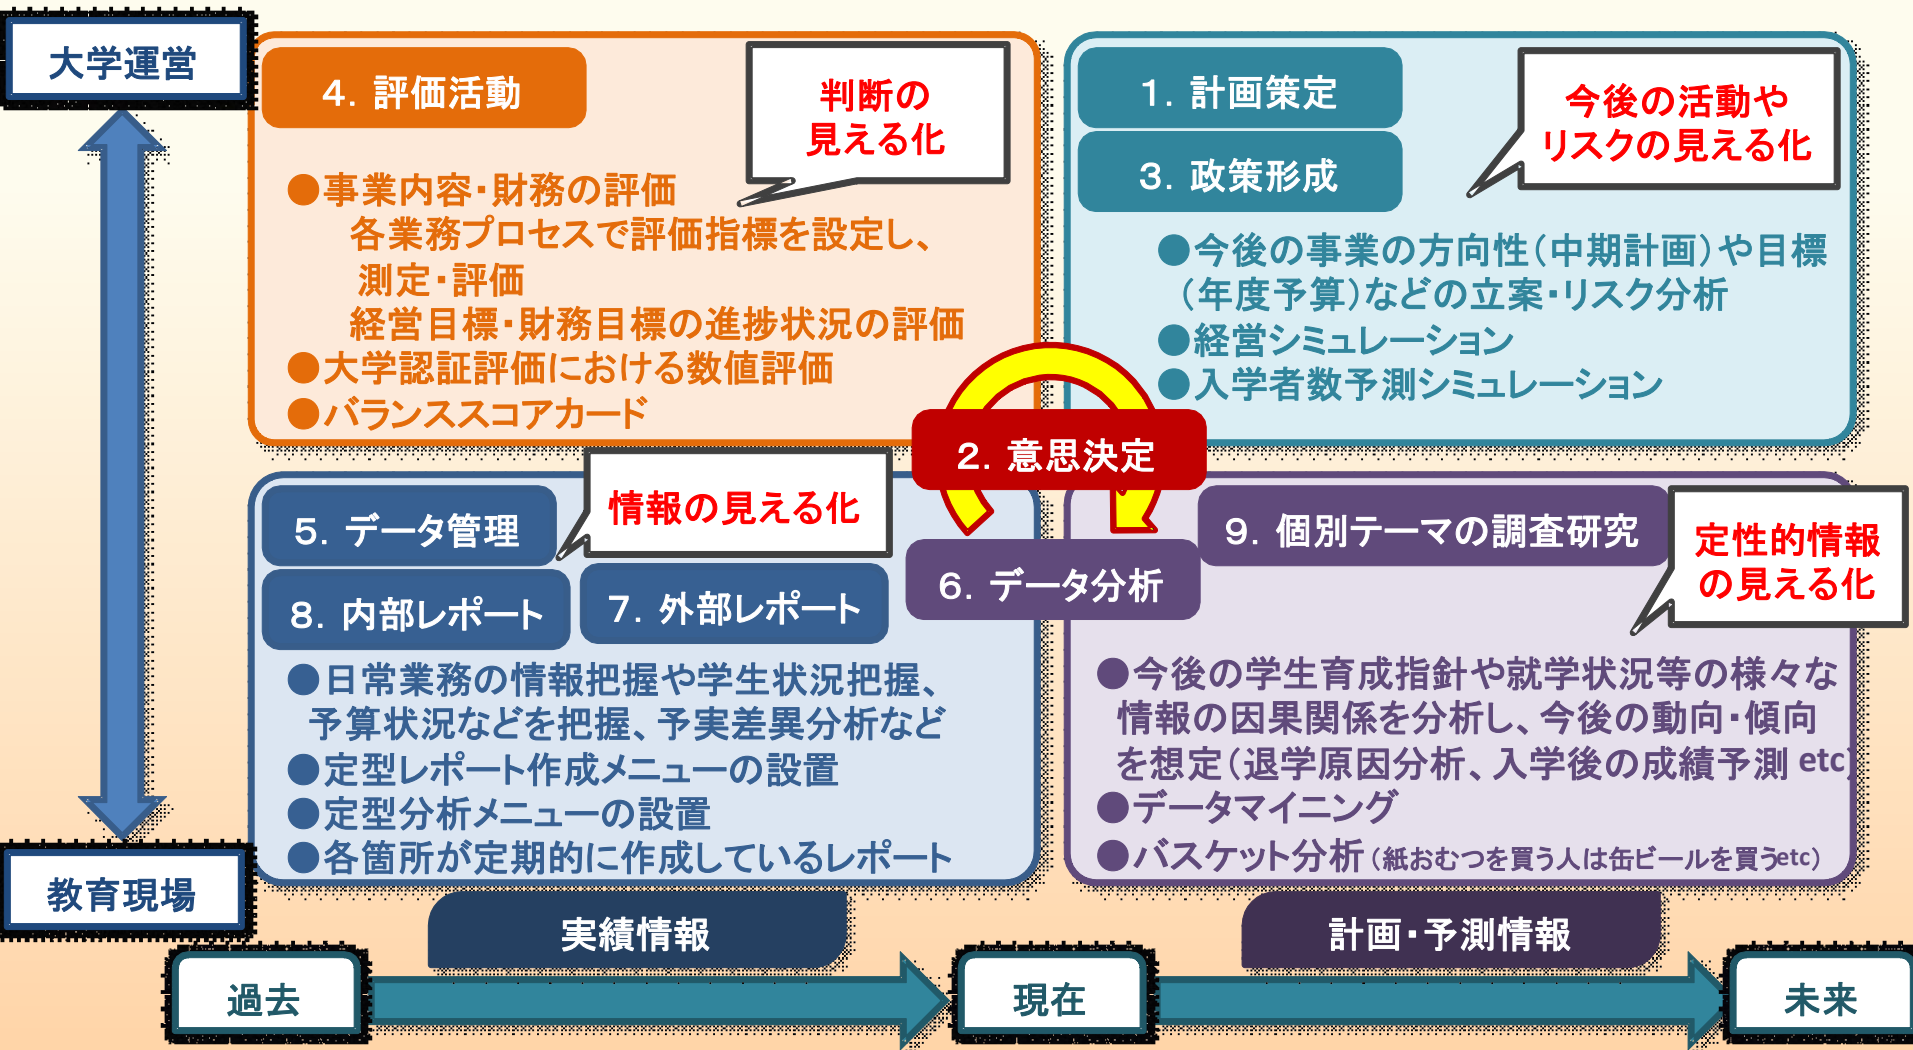 大学運営
4. 評価活動
判断の
見える化
●事業内容・財務の評価
各業務プロセスで評価指標を設定し、
測定・評価
経営目標・財務目標の進捗状況の評価
●大学認証評価における数値評価
●バランススコアカード
1. 計画策定
3. 政策形成
今後の活動や
リスクの見える化
●今後の事業の方向性（中期計画）や目標
（年度予算）などの立案・リスク分析
●経営シミュレーション
●入学者数予測シミュレーション
2. 意思決定
5. データ管理
情報の見える化
8. 内部レポート
7. 外部レポート
●日常業務の情報把握や学生状況把握、
予算状況などを把握、予実差異分析など
●定型レポート作成メニューの設置
●定型分析メニューの設置
●各箇所が定期的に作成しているレポート
6. データ分析
9. 個別テーマの調査研究
定性的情報
の見える化
●今後の学生育成指針や就学状況等の様々な
情報の因果関係を分析し、今後の動向・傾向
を想定（退学原因分析、入学後の成績予測 etc）
●データマイニング
●バスケット分析（紙おむつを買う人は缶ビールを買うetc）
教育現場
実績情報
計画・予測情報
過去
現在
未来